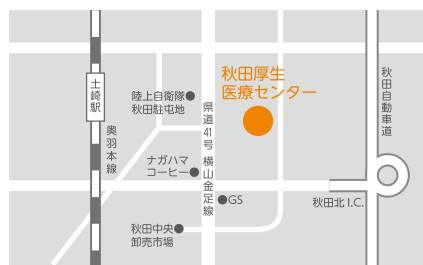 秋田厚生
医療センター
土崎駅
奥羽本線
陸上自衛隊
秋田駐屯地
県道41号 横山金足線
秋田自動車道
ナガハマ
コーヒー
GS
秋田北I.C.
秋田中央
卸売市場